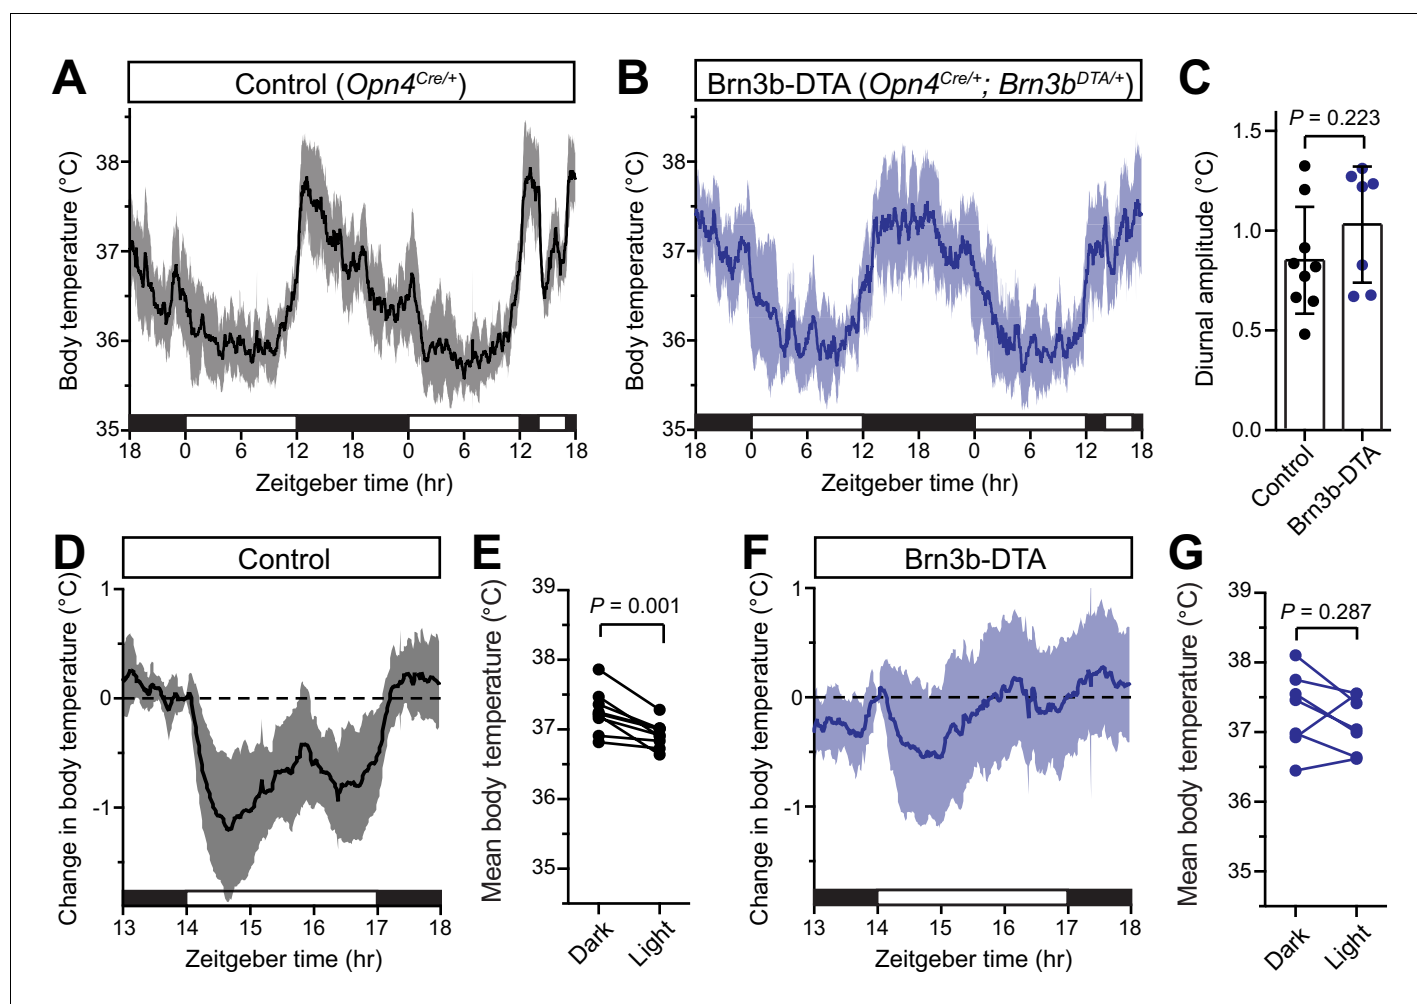 A
Control (Opn4Cre/+)
Body temperature (°C)
38
37
36
35
18 0 6 12 18 0 6 12 18
Zeitgeber time (hr)
B
Brn3b-DTA (Opn4Cre/+; Brn3bDTA/+)
Body temperature (°C)
38
37
36
35
18 0 6 12 18 0 6 12 18
Zeitgeber time (hr)
C
P = 0.223
Diurnal amplitude (°C)
1.5
1.0
0.5
0.0
Control
Brn3b-DTA
D
Control
Change in body temperature (°C)
1
0
-1
13 14 15 16 17 18
Zeitgeber time (hr)
E
P = 0.001
Mean body temperature (°C)
39
38
37
36
35
Dark
Light
F
Brn3b-DTA
Change in body temperature (°C)
1
0
-1
13 14 15 16 17 18
Zeitgeber time (hr)
G
P = 0.287
Mean body temperature (°C)
39
38
37
36
35
Dark
Light